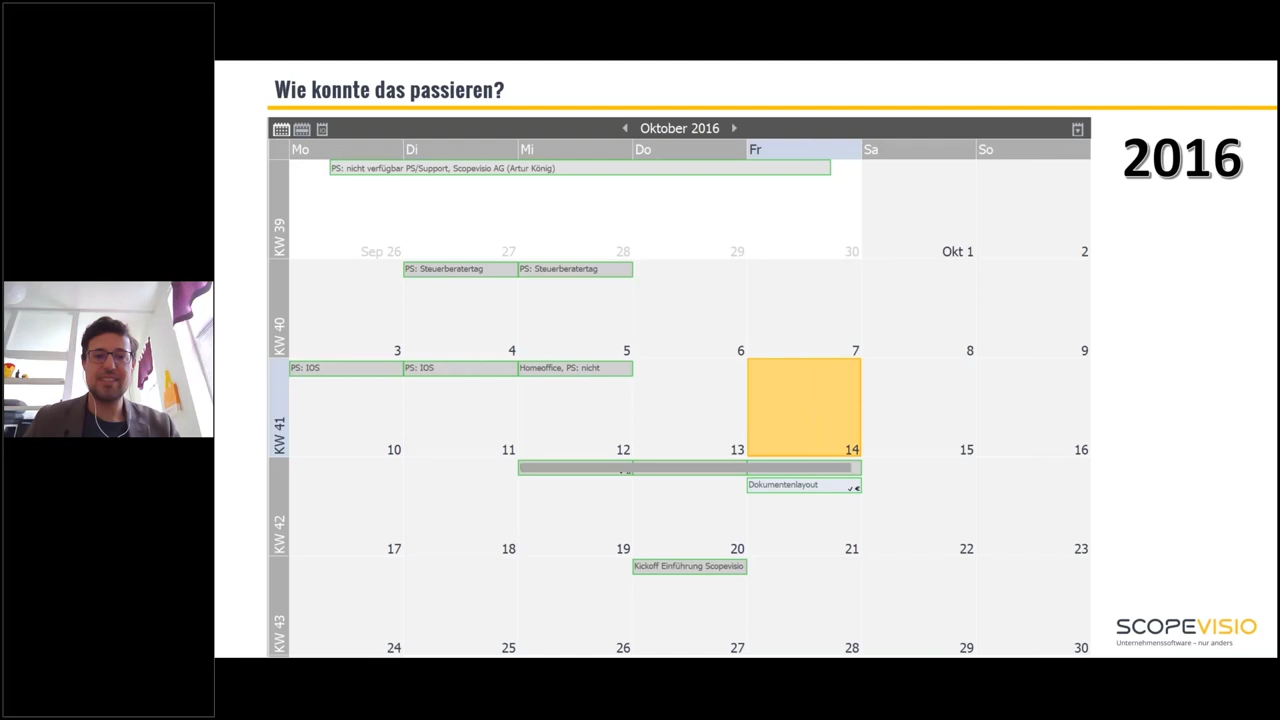 Wie konnte das passieren?
Oktober 2016
2016
Mo Di Mi Do Fr Sa So
PS: nicht verfügbar PS/Support, Scopevisio AG (Artur König)
KW 39
Sep 26 27 28 29 30 Okt 1 2
PS: Steuerberatertag PS: Steuerberatertag
KW 40
3 4 5 6 7 8 9
PS: IOS PS: IOS Homeoffice, PS: nicht
KW 41
10 11 12 13 14 15 16
Dokumentenlayout
KW 42
17 18 19 20 21 22 23
Kickoff Einführung Scopevisio
KW 43
24 25 26 27 28 29 30
SCOPEVISIO
Unternehmenssoftware – nur anders